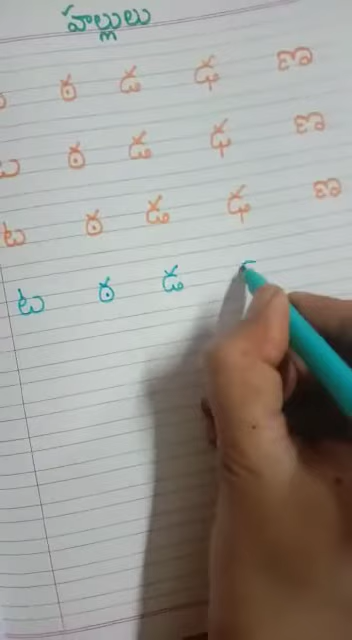 హల్లులు
ట ఠ డ ఢ ణ
ట ఠ డ ఢ ణ
ట ఠ డ ఢ ణ
ట ఠ డ